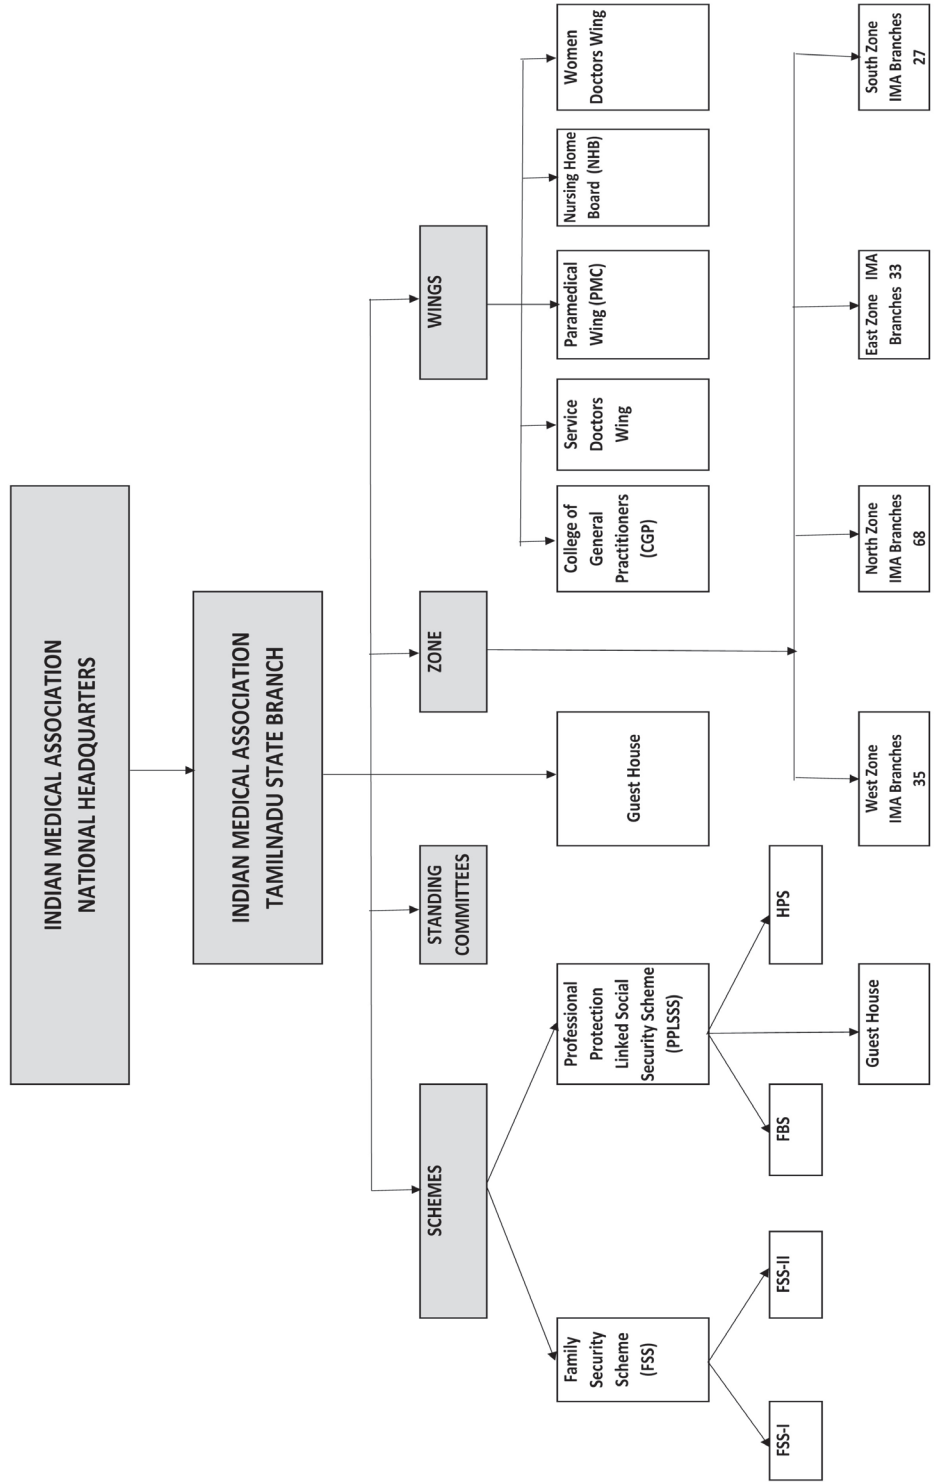 INDIAN MEDICAL ASSOCIATION
NATIONAL HEADQUARTERS
INDIAN MEDICAL ASSOCIATION
TAMILNADU STATE BRANCH
SCHEMES
STANDING
COMMITTEES
ZONE
WINGS
Family
Security
Scheme
(FSS)
Professional
Protection
Linked Social
Security Scheme
(PPLSSS)
Guest House
College of
General
Practitioners
(CGP)
Service
Doctors
Wing
Paramedical
Wing (PMC)
Nursing Home
Board (NHB)
Women
Doctors Wing
FSS-I
FSS-II
FBS
HPS
Guest House
West Zone
IMA Branches
35
North Zone
IMA Branches
68
East Zone IMA
Branches 33
South Zone
IMA Branches
27